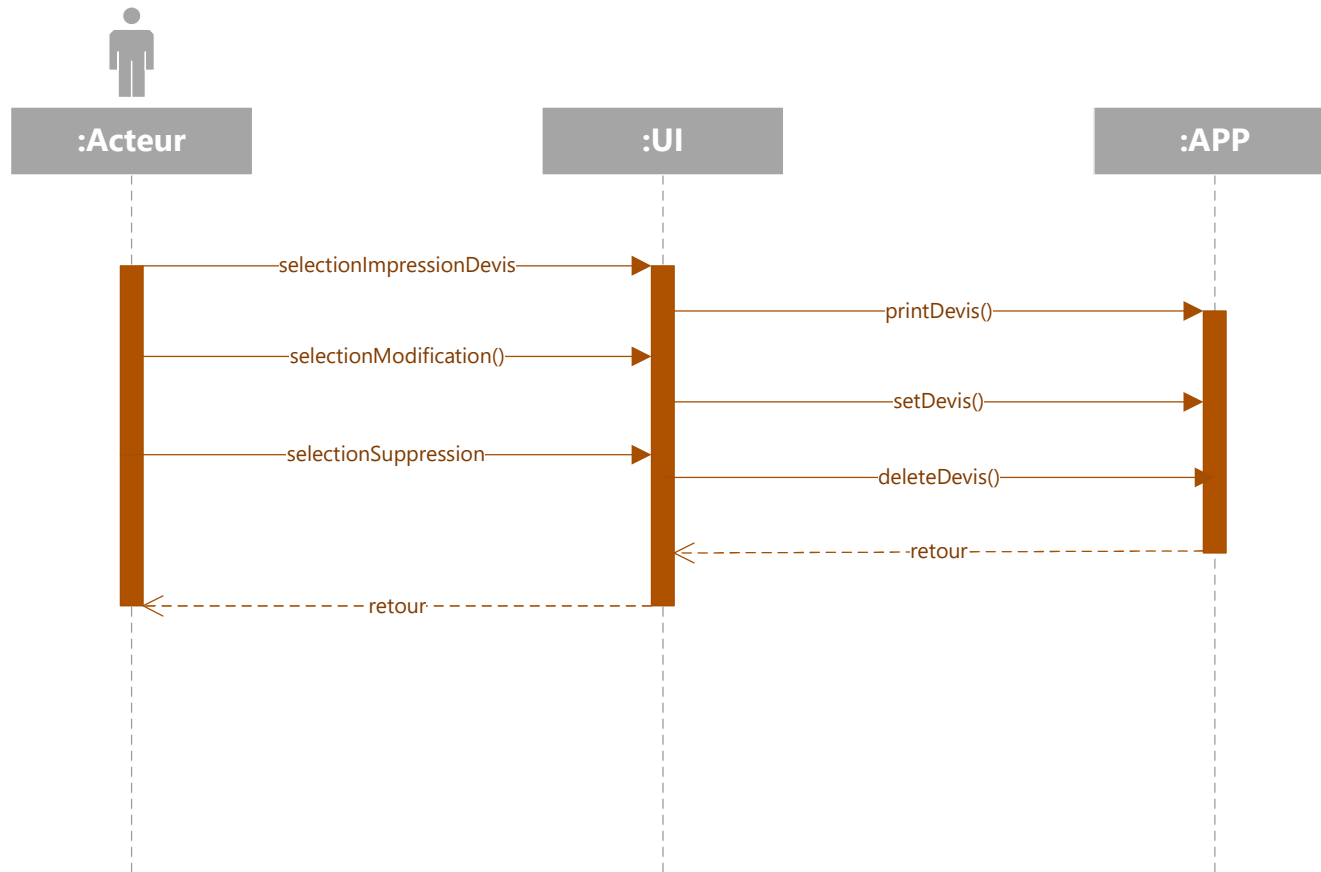 :Acteur
:UI
:APP
selectionImpressionDevis
printDevis()
selectionModification()
setDevis()
selectionSuppression
deleteDevis()
retour
retour